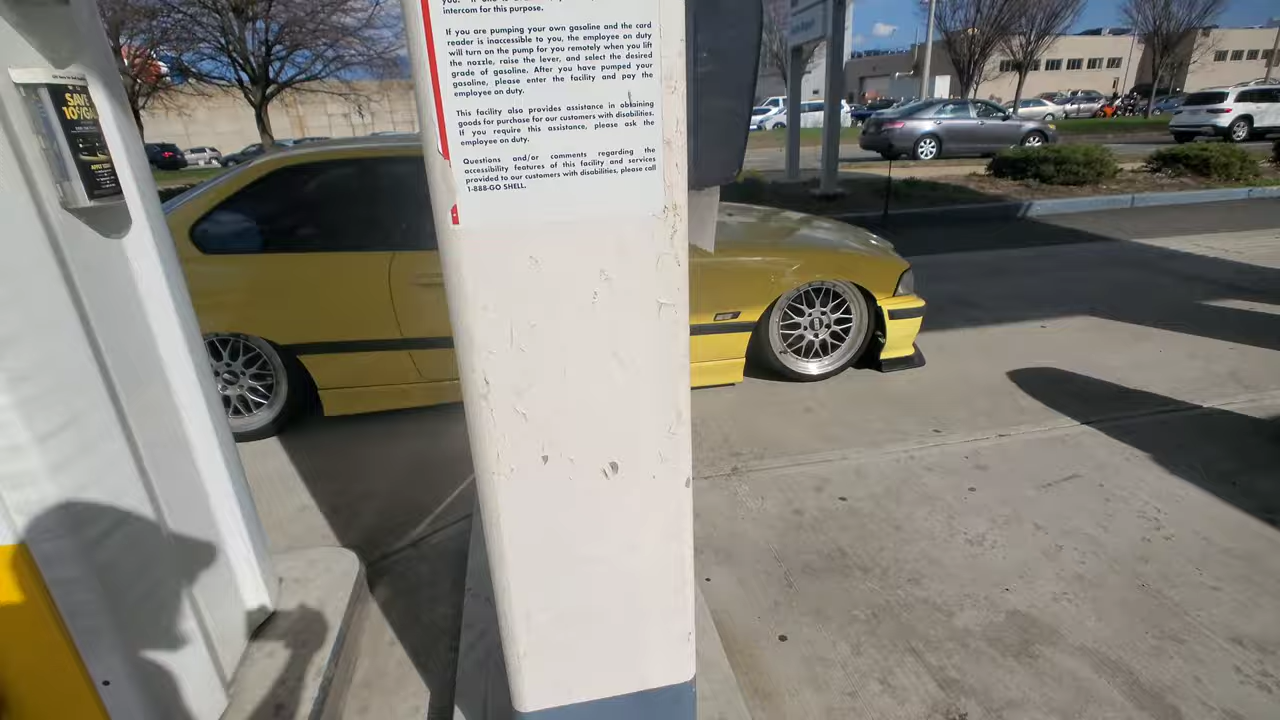 intercom for this purpose.
If you are pumping your own gasoline and the card
reader is inaccessible to you, the employee on duty
will turn on the pump for you remotely when you lift
the nozzle, raise the lever, and select the desired
grade of gasoline. After you have pumped your
gasoline, please enter the facility and pay the
employee on duty.
This facility also provides assistance in obtaining
goods for purchase for our customers with disabilities.
If you require this assistance, please ask the
employee on duty.
Questions and/or comments regarding the
accessibility features of this facility and services
provided to our customers with disabilities, please call
1-888-GO SHELL.
SAVE